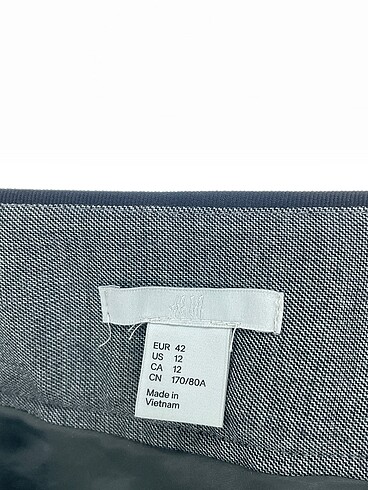 EUR 42
US 12
CA 12
CN 170/80A
Made in
Vietnam